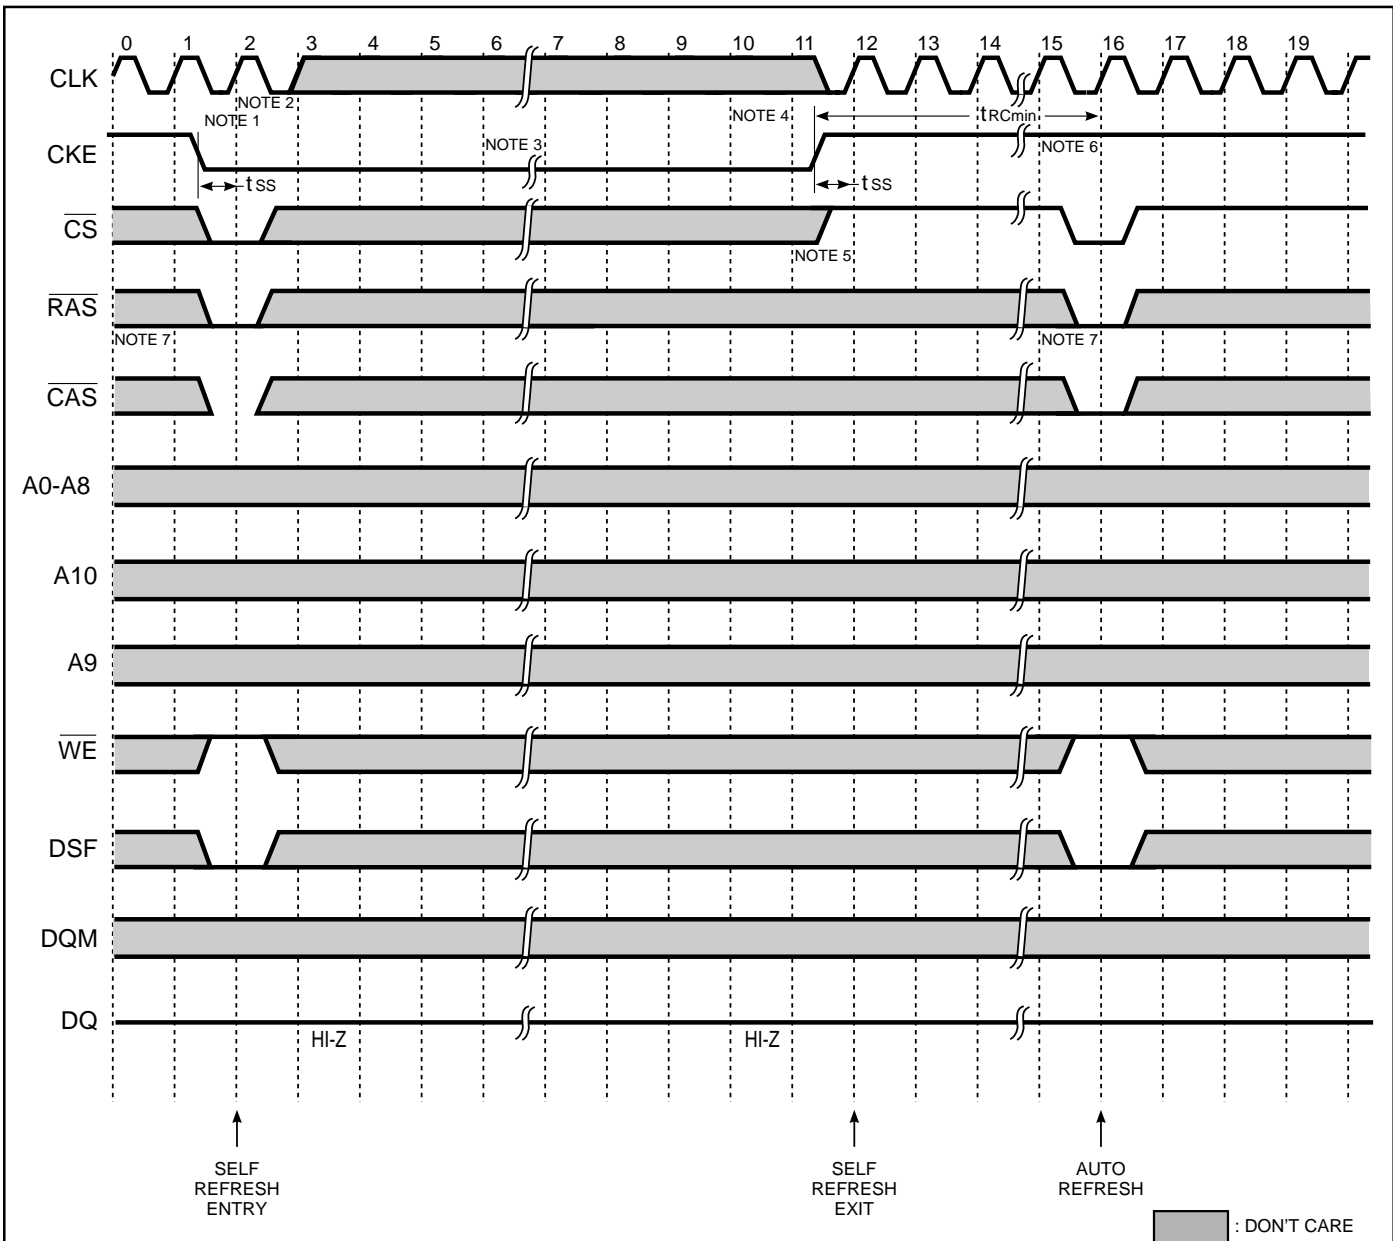 0 1 2 3 4 5 6 7 8 9 10 11 12 13 14 15 16 17 18 19
CLK
NOTE 2
NOTE 1
NOTE 4
tRCmin
CKE
NOTE 3
NOTE 6
tSS
tSS
CS
NOTE 5
RAS
NOTE 7
NOTE 7
CAS
A0-A8
A10
A9
WE
DSF
DQM
DQ
HI-Z
HI-Z
SELF
REFRESH
ENTRY
SELF
REFRESH
EXIT
AUTO
REFRESH
: DON'T CARE